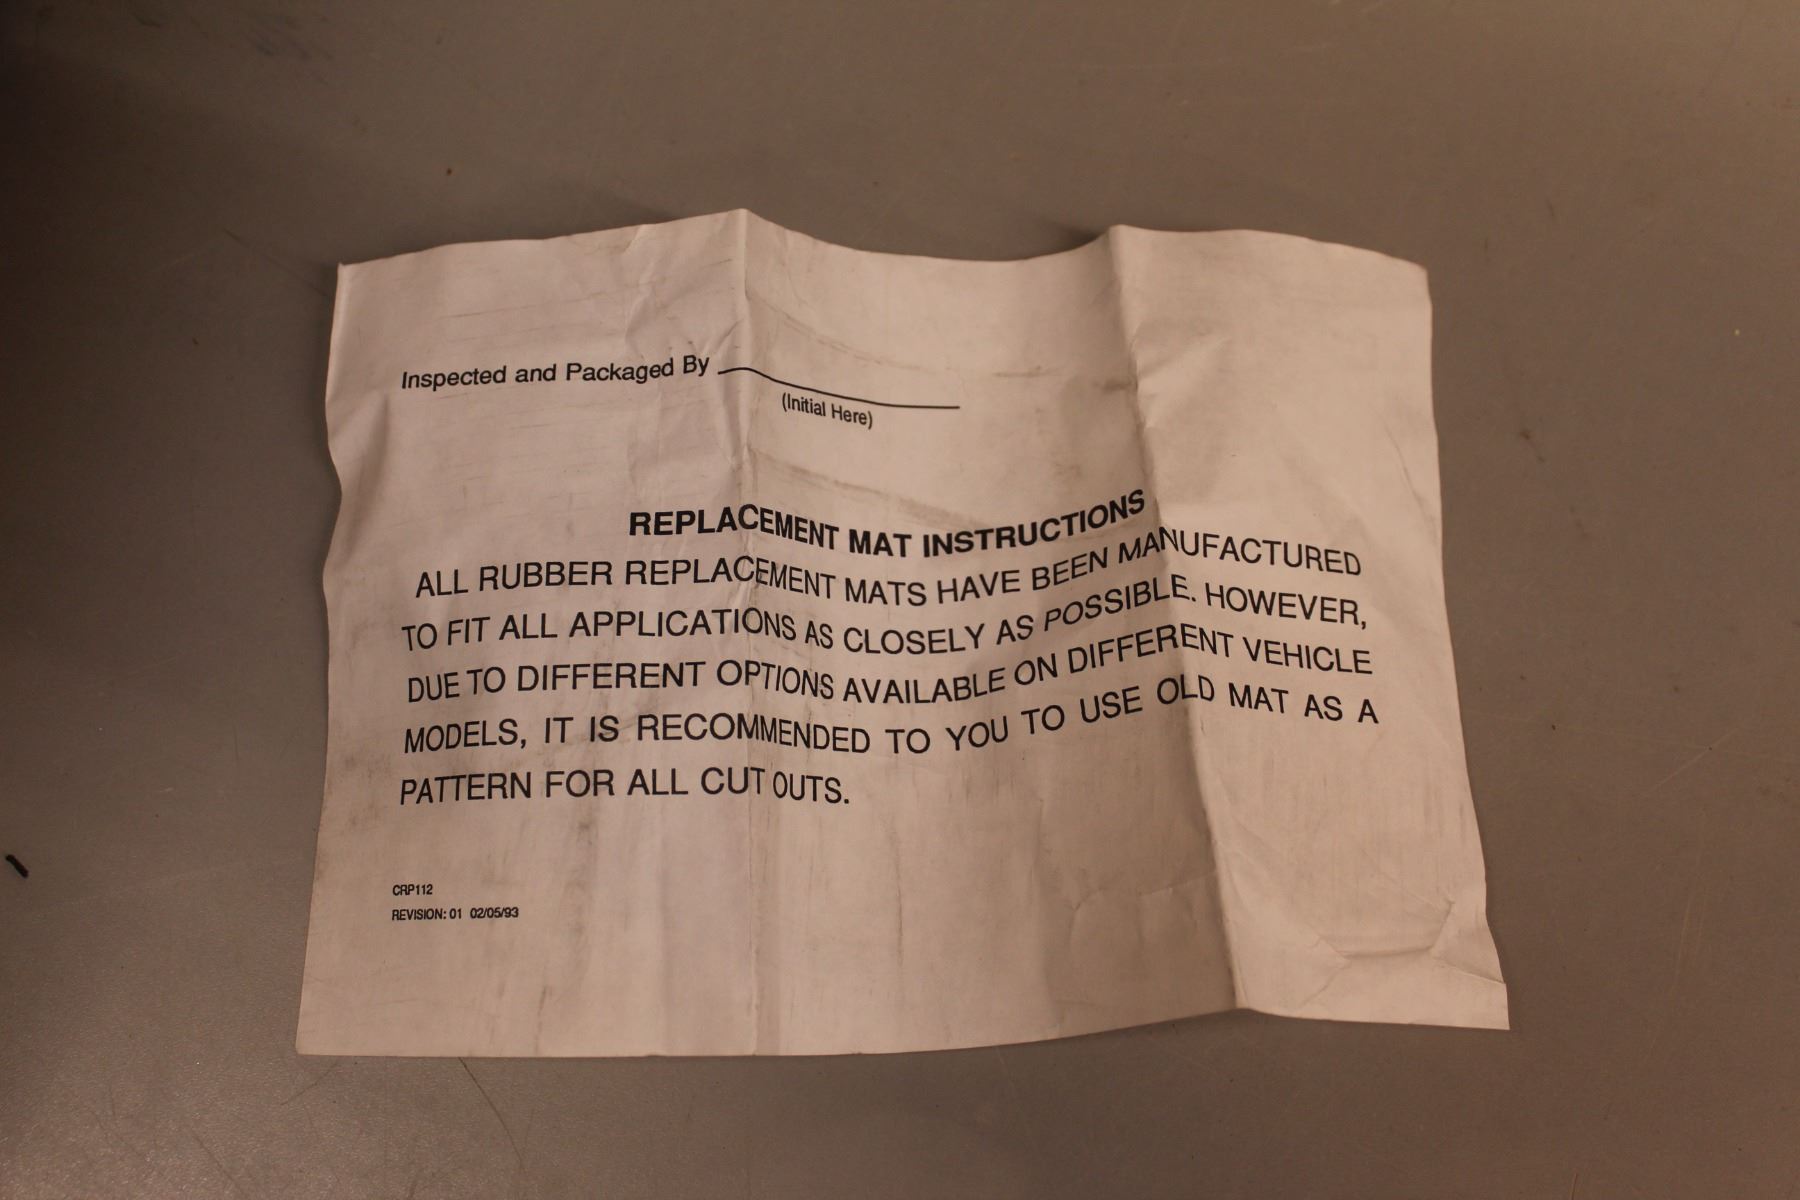 Inspected and Packaged By
(Initial Here)
REPLACEMENT MAT INSTRUCTIONS
ALL RUBBER REPLACEMENT MATS HAVE BEEN MANUFACTURED
TO FIT ALL APPLICATIONS AS CLOSELY AS POSSIBLE. HOWEVER,
DUE TO DIFFERENT OPTIONS AVAILABLE ON DIFFERENT VEHICLE
MODELS, IT IS RECOMMENDED TO YOU TO USE OLD MAT AS A
PATTERN FOR ALL CUT OUTS.
CRP112
REVISION: 01 02/05/93